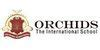 ORCHIDS
The International School